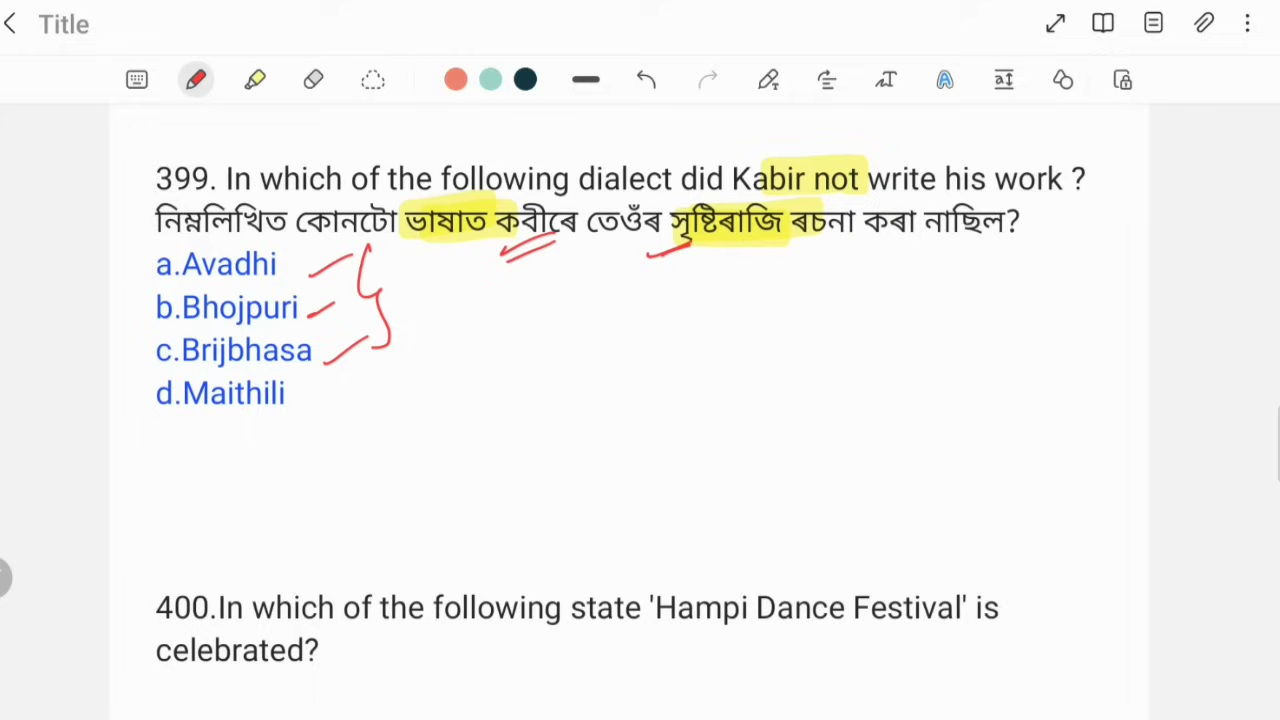 Title
399. In which of the following dialect did Kabir not write his work ?
নিম্নলিখিত কোনটো ভাষাত কবীৰে তেওঁৰ সৃষ্টিৰাজি ৰচনা কৰা নাছিল?
a.Avadhi
b.Bhojpuri
c.Brijbhasa
d.Maithili
400.In which of the following state 'Hampi Dance Festival' is
celebrated?